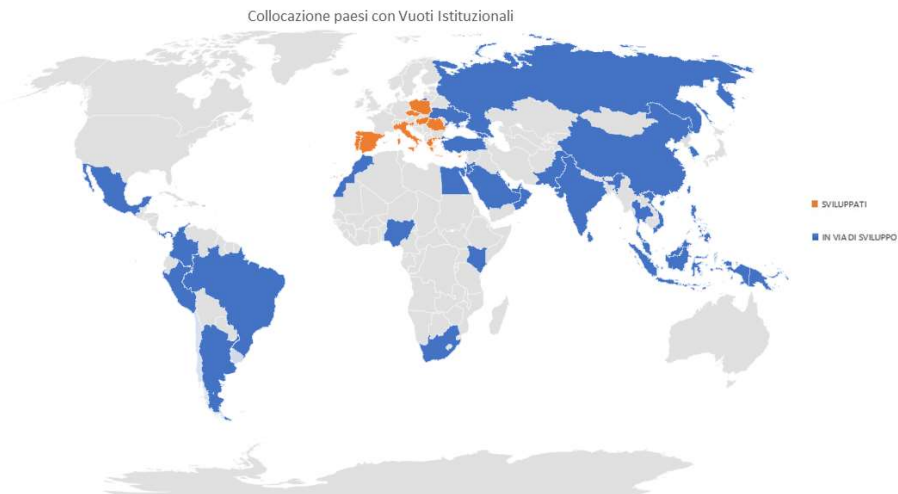 Collocazione paesi con Vuoti Istituzionali
SVILUPPATI
IN VIA DI SVILUPPO